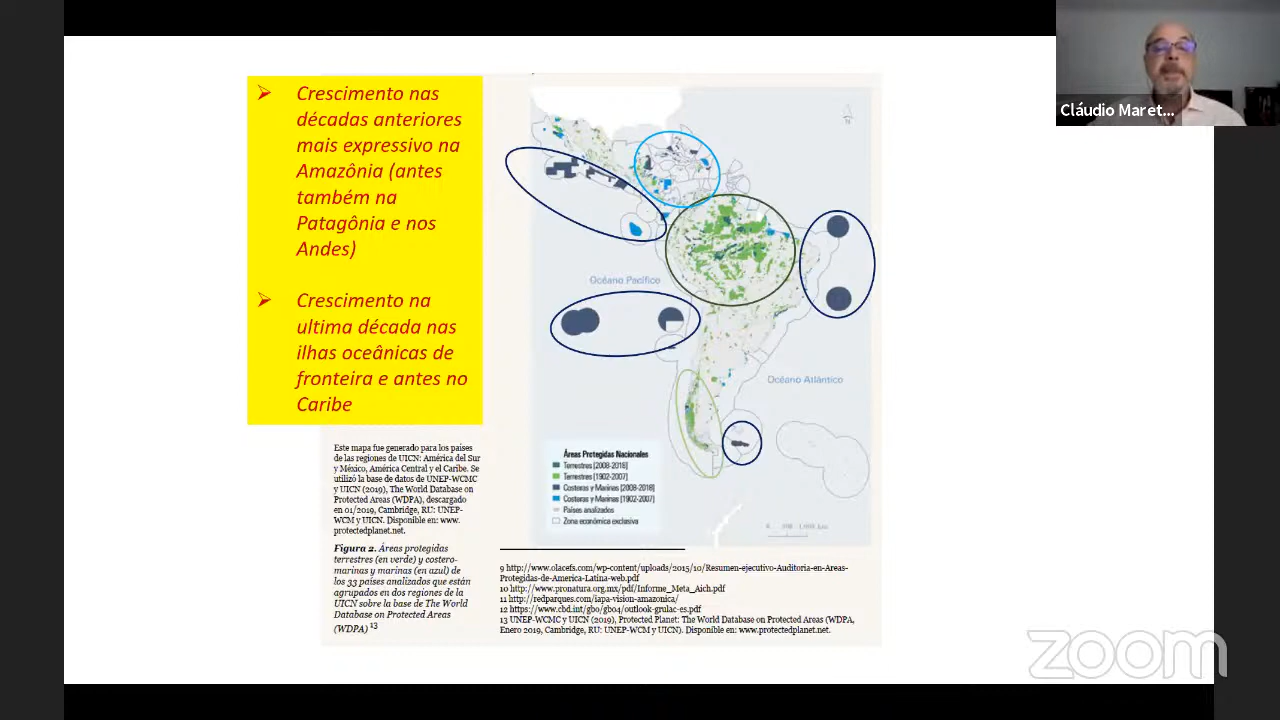 Crescimento nas
décadas anteriores
mais expressivo na
Amazônia (antes
também na
Patagônia e nos
Andes)
Crescimento na
ultima década nas
ilhas oceânicas de
fronteira e antes no
Caribe
Este mapa fue generado para los países
de las regiones de UICN: América del Sur
y México, América Central y el Caribe. Se
utilizó la base de datos de UNEP-WCMC
y UICN (2019), The World Database on
Protected Areas (WDPA), descargado
en 01/2019, Cambridge, RU: UNEP-
WCM y UICN. Disponible en: www.
protectedplanet.net.
Figura 2. Áreas protegidas
terrestres (en verde) y costero-
marinas y marinas (en azul) de
los 33 países analizados que están
agrupados en dos regiones de la
UICN sobre la base de The World
Database on Protected Areas
(WDPA) 13
N
Océano Pacífico
Océano Atlántico
Áreas Protegidas Nacionales
Terrestres [2008-2018]
Terrestres [1902-2007]
Costeras y Marinas [2008-2018]
Costeras y Marinas [1902-2007]
Países analizados
Zona económica exclusiva
9 http://www.olacefs.com/wp-content/uploads/2015/10/Resumen-ejecutivo-Auditoria-en-Areas-
Protegidas-de-America-Latina-web.pdf
10 http://www.pronatura.org.mx/pdf/Informe_Meta_Aich.pdf
11 http://redparques.com/iapa-vision-amazonica/
12 https://www.cbd.int/gbo/gbo4/outlook-grulac-es.pdf
13 UNEP-WCMC y UICN (2019), Protected Planet: The World Database on Protected Areas (WDPA,
Enero 2019, Cambridge, RU: UNEP-WCM y UICN). Disponible en: www.protectedplanet.net.
Cláudio Maret...
zoom